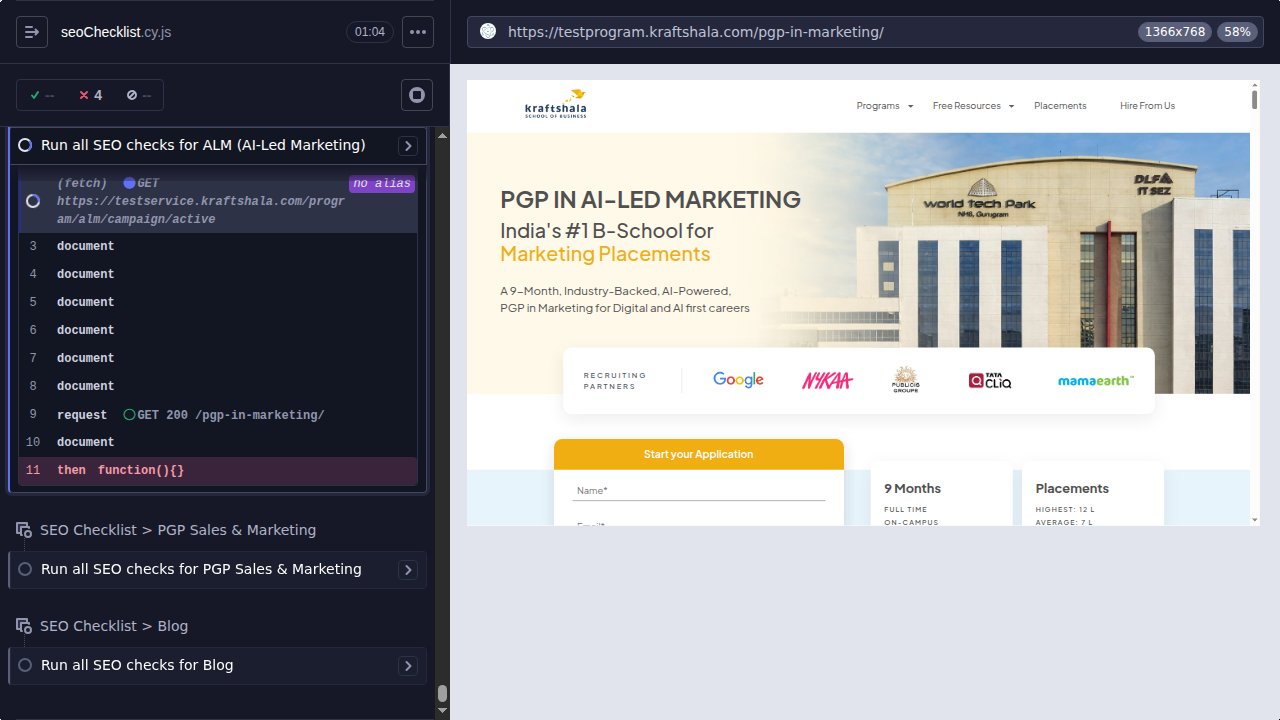 seoChecklist.cy.js
01:04
--
4
--
Run all SEO checks for ALM (AI-Led Marketing)
(fetch) GET
no alias
https://testservice.kraftshala.com/progr
am/alm/campaign/active
3 document
4 document
5 document
6 document
7 document
8 document
9 request GET 200 /pgp-in-marketing/
10 document
11 then function(){}
SEO Checklist > PGP Sales & Marketing
Run all SEO checks for PGP Sales & Marketing
SEO Checklist > Blog
Run all SEO checks for Blog
https://testprogram.kraftshala.com/pgp-in-marketing/
1366x768
58%
kraftshala
SCHOOL OF BUSINESS
Programs
Free Resources
Placements
Hire From Us
PGP IN AI-LED MARKETING
India's #1 B-School for
Marketing Placements
A 9-Month, Industry-Backed, AI-Powered,
PGP in Marketing for Digital and AI first careers
world Tech Park
NH8, Gurugram
DLF
IT SEZ
RECRUITING
PARTNERS
Google
NYKAA
PUBLICIS
GROUPE
TATA
CLiQ
mamaearth™
Start your Application
Name*
Email*
9 Months
FULL TIME
ON-CAMPUS
Placements
HIGHEST: 12 L
AVERAGE: 7 L